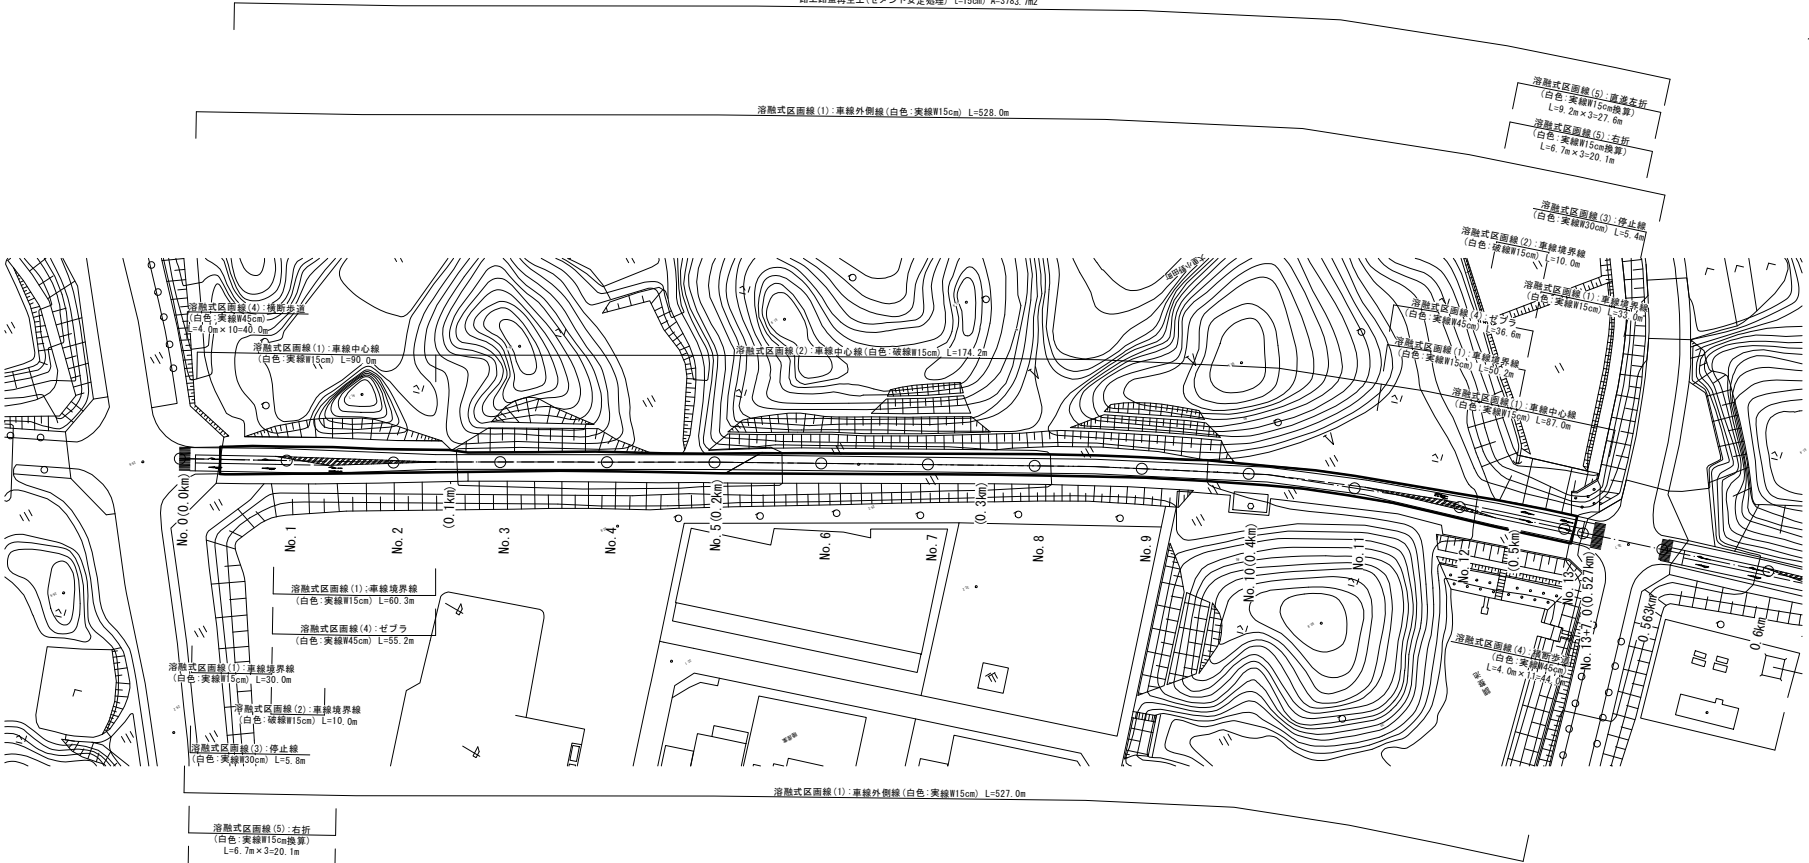 溶融式区画線(1):車線外側線(白色:実線W15cm) L=528.0m
溶融式区画線(5):直進左折
(白色:実線W15cm換算)
L=9.2m×3=27.6m
溶融式区画線(5):右折
(白色:実線W15cm換算)
L=6.7m×3=20.1m
溶融式区画線(3):停止線
(白色:実線W30cm) L=5.4m
溶融式区画線(2):車線境界線
(白色:破線W15cm) L=10.0m
溶融式区画線(1):車線境界線
(白色:実線W15cm) L=33.0m
溶融式区画線(4):ゼブラ
(白色:実線W45cm) L=36.6m
溶融式区画線(1):車線境界線
(白色:実線W15cm) L=50.2m
溶融式区画線(1):車線中心線
(白色:実線W15cm) L=87.0m
溶融式区画線(4):横断歩道
(白色:実線W45cm)
L=4.0m×10=40.0m
溶融式区画線(1):車線中心線
(白色:実線W15cm) L=90.0m
溶融式区画線(2):車線中心線(白色:破線W15cm) L=174.2m
No.0(0.0km)
No.1
No.2
(0.1km)
No.3
No.4
No.5(0.2km)
No.6
No.7
(0.3km)
No.8
No.9
No.10(0.4km)
No.11
No.12
(0.5km)
No.13
No.13+7.0(0.527km)
0.563km
0.6km
溶融式区画線(1):車線境界線
(白色:実線W15cm) L=60.3m
溶融式区画線(4):ゼブラ
(白色:実線W45cm) L=55.2m
溶融式区画線(1):車線境界線
(白色:実線W15cm) L=30.0m
溶融式区画線(2):車線境界線
(白色:破線W15cm) L=10.0m
溶融式区画線(3):停止線
(白色:実線W30cm) L=5.8m
溶融式区画線(4):横断歩道
(白色:実線W45cm)
L=4.0m×11=44.0m
溶融式区画線(1):車線外側線(白色:実線W15cm) L=527.0m
溶融式区画線(5):右折
(白色:実線W15cm換算)
L=6.7m×3=20.1m